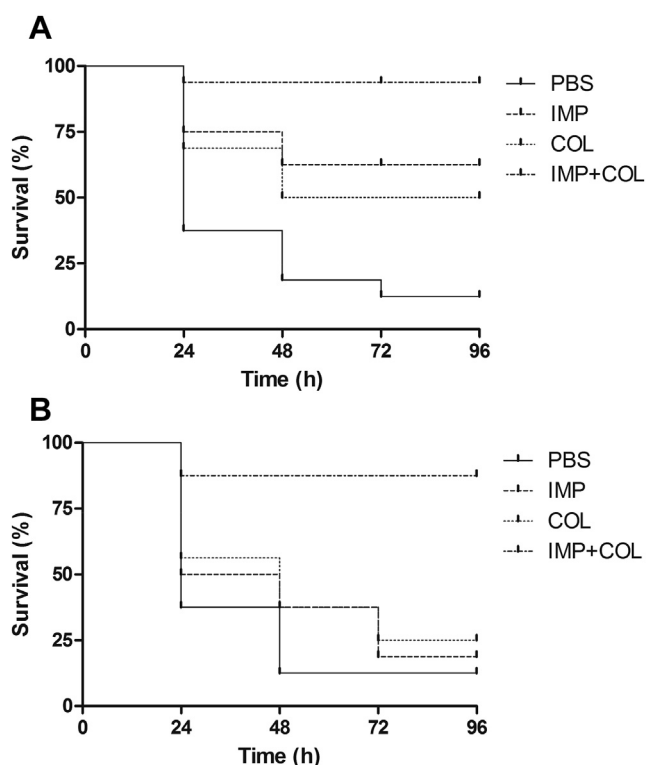 A
100
75
50
25
0
Survival (%)
0 24 48 72 96
Time (h)
PBS
IMP
COL
IMP+COL
B
100
75
50
25
0
Survival (%)
0 24 48 72 96
Time (h)
PBS
IMP
COL
IMP+COL